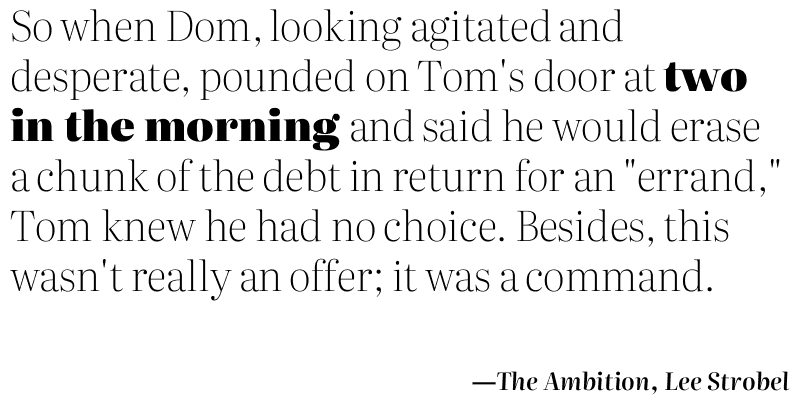 So when Dom, looking agitated and
desperate, pounded on Tom's door at two
in the morning and said he would erase
a chunk of the debt in return for an "errand,"
Tom knew he had no choice. Besides, this
wasn't really an offer; it was a command.
—The Ambition, Lee Strobel